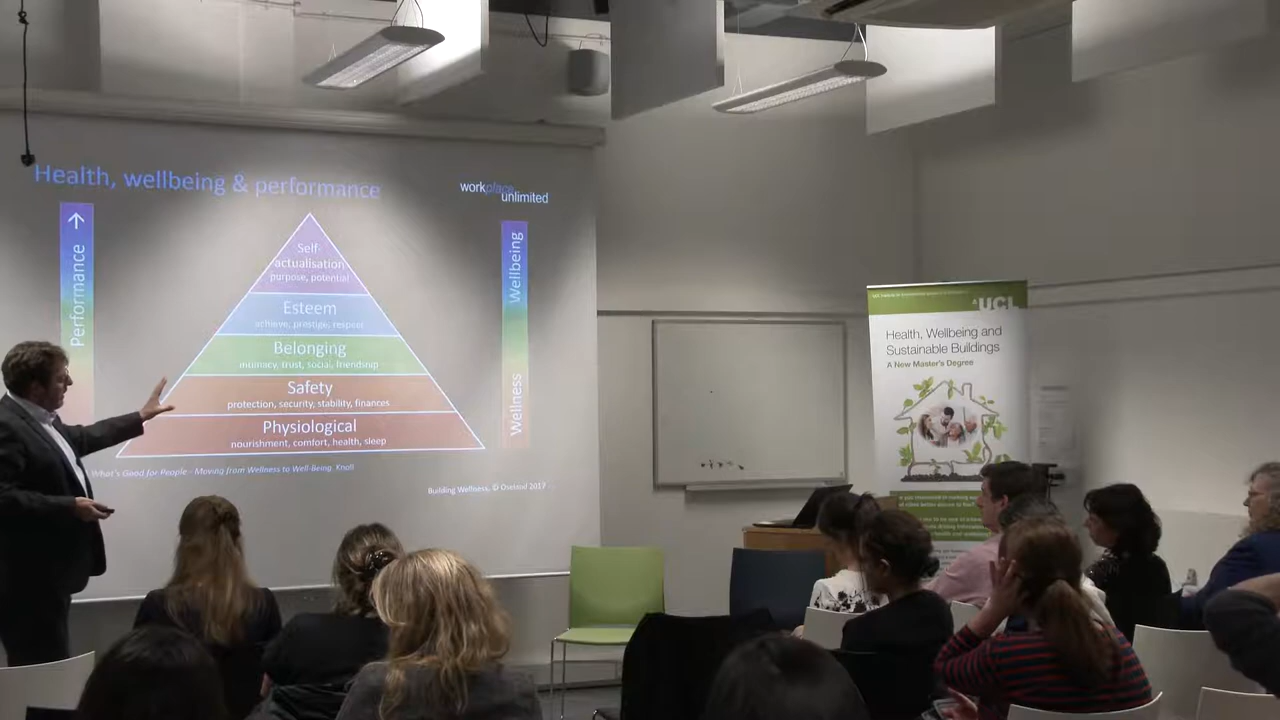 Health, wellbeing & performance
workplace
unlimited
Performance
Self-
actualisation
purpose, potential
Esteem
achieve, prestige, respect
Belonging
intimacy, trust, social, friendship
Safety
protection, security, stability, finances
Physiological
nourishment, comfort, health, sleep
Wellbeing
Wellness
What's Good for People - Moving from Wellness to Well-Being. Knoll
Building Wellness, © Oseland 2017
UCL
Health, Wellbeing and
Sustainable Buildings
A New Master's Degree